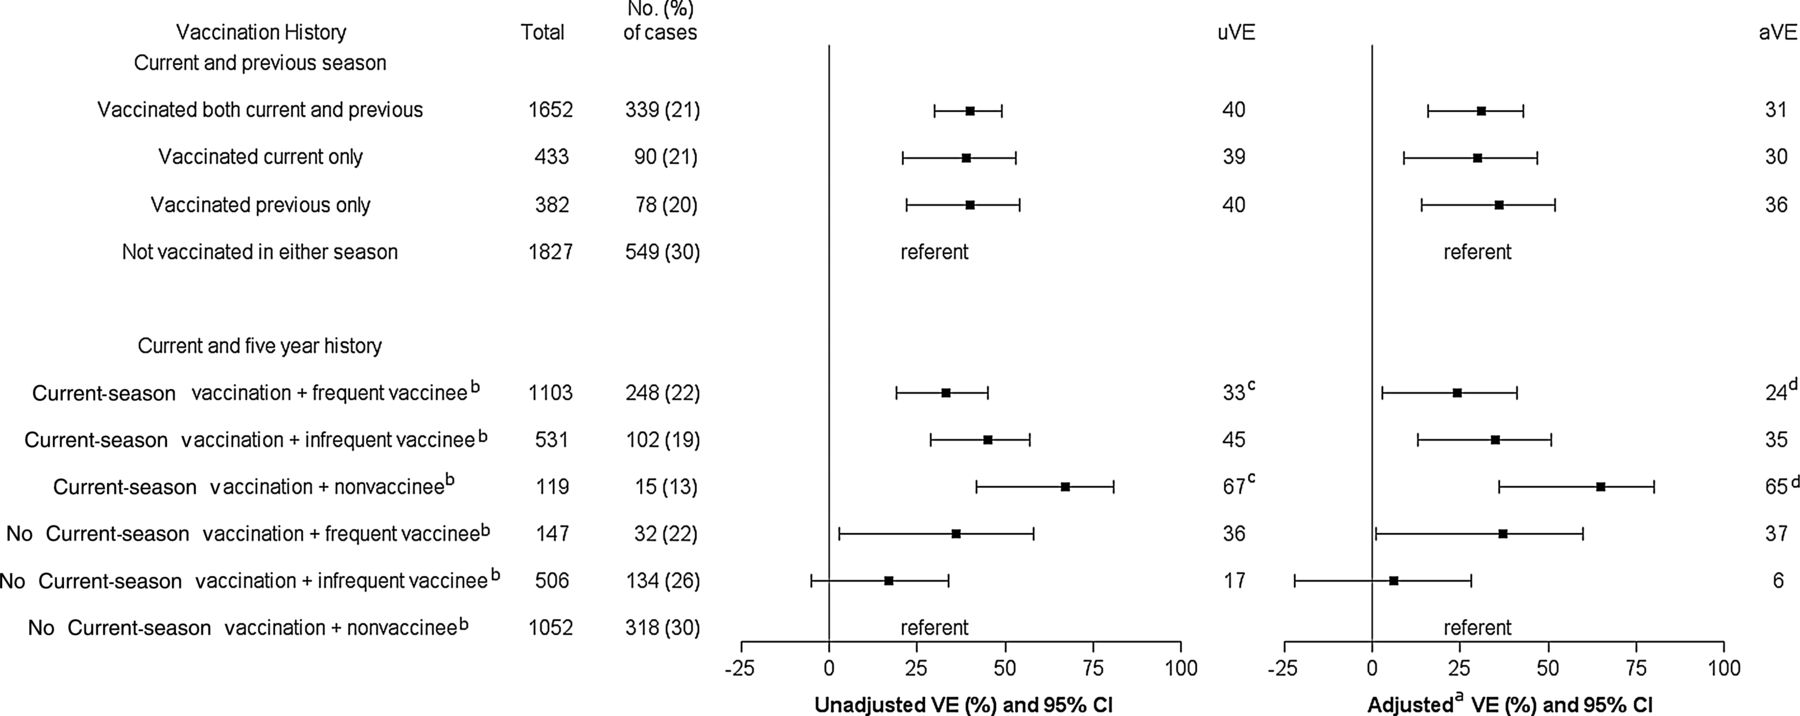 Vaccination History Total No. (%) of cases uVE aVE
Current and previous season
Vaccinated both current and previous 1652 339 (21) 40 31
Vaccinated current only 433 90 (21) 39 30
Vaccinated previous only 382 78 (20) 40 36
Not vaccinated in either season 1827 549 (30) referent referent
Current and five year history
Current-season vaccination + frequent vaccinee b 1103 248 (22) 33 c 24 d
Current-season vaccination + infrequent vaccinee b 531 102 (19) 45 35
Current-season vaccination + nonvaccinee b 119 15 (13) 67 c 65 d
No Current-season vaccination + frequent vaccinee b 147 32 (22) 36 37
No Current-season vaccination + infrequent vaccinee b 506 134 (26) 17 6
No Current-season vaccination + nonvaccinee b 1052 318 (30) referent referent
-25 0 25 50 75 100 -25 0 25 50 75 100
Unadjusted VE (%) and 95% CI Adjusted a VE (%) and 95% CI